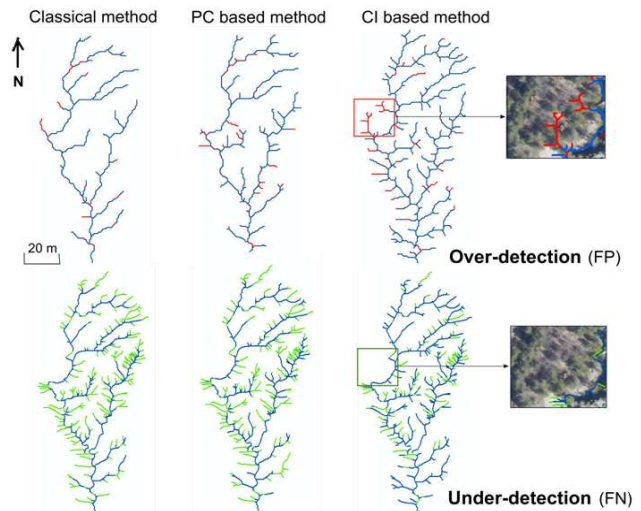 Classical method PC based method CI based method
N
20 m
Over-detection (FP)
Under-detection (FN)